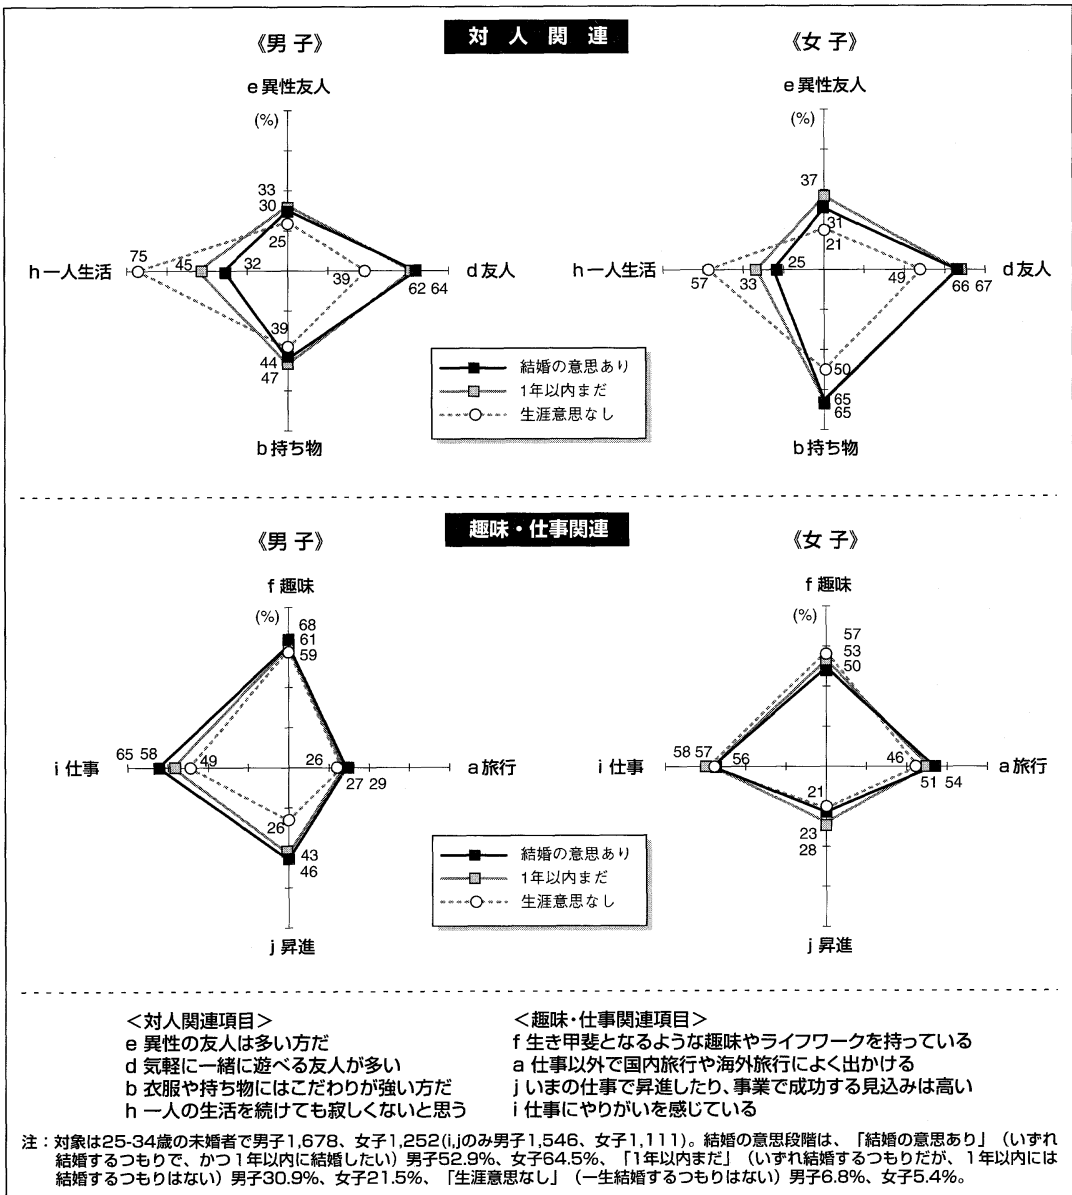 対人関連
《男子》
《女子》
e 異性友人
(%)
33
30
25
75
h 一人生活
45
32
39
d 友人
62 64
39
44
47
b 持ち物
e 異性友人
(%)
37
31
21
h 一人生活
57
33
25
49
d 友人
66 67
50
65
65
b 持ち物
結婚の意思あり
1年以内まだ
生涯意思なし
趣味・仕事関連
《男子》
《女子》
f 趣味
(%)
68
61
59
i 仕事
65 58
49
26
a 旅行
27 29
26
43
46
j 昇進
f 趣味
(%)
57
53
50
i 仕事
58 57
56
46
a 旅行
51 54
21
23
28
j 昇進
結婚の意思あり
1年以内まだ
生涯意思なし
＜対人関連項目＞
e 異性の友人は多い方だ
d 気軽に一緒に遊べる友人が多い
b 衣服や持ち物にはこだわりが強い方だ
h 一人の生活を続けても寂しくないと思う
＜趣味・仕事関連項目＞
f 生き甲斐となるような趣味やライフワークを持っている
a 仕事以外で国内旅行や海外旅行によく出かける
j いまの仕事で昇進したり、事業で成功する見込みは高い
i 仕事にやりがいを感じている
注：対象は25-34歳の未婚者で男子1,678、女子1,252(i,jのみ男子1,546、女子1,111)。結婚の意思段階は、「結婚の意思あり」（いずれ
結婚するつもりで、かつ１年以内に結婚したい）男子52.9%、女子64.5%、「1年以内まだ」（いずれ結婚するつもりだが、１年以内には
結婚するつもりはない）男子30.9%、女子21.5%、「生涯意思なし」（一生結婚するつもりはない）男子6.8%、女子5.4%。